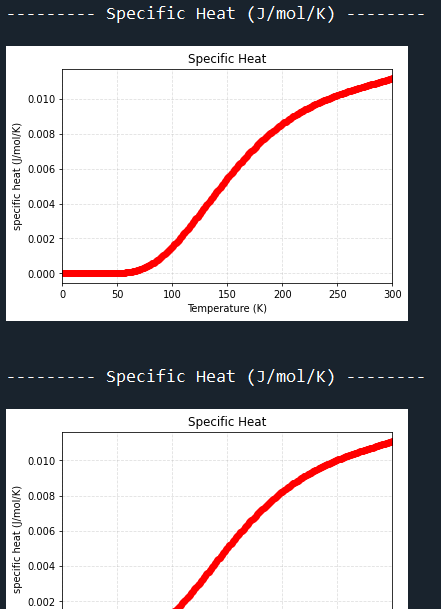 --------- Specific Heat (J/mol/K) --------
Specific Heat
specific heat (J/mol/K)
0.010
0.008
0.006
0.004
0.002
0.000
0 50 100 150 200 250 300
Temperature (K)
--------- Specific Heat (J/mol/K) --------
Specific Heat
specific heat (J/mol/K)
0.010
0.008
0.006
0.004
0.002